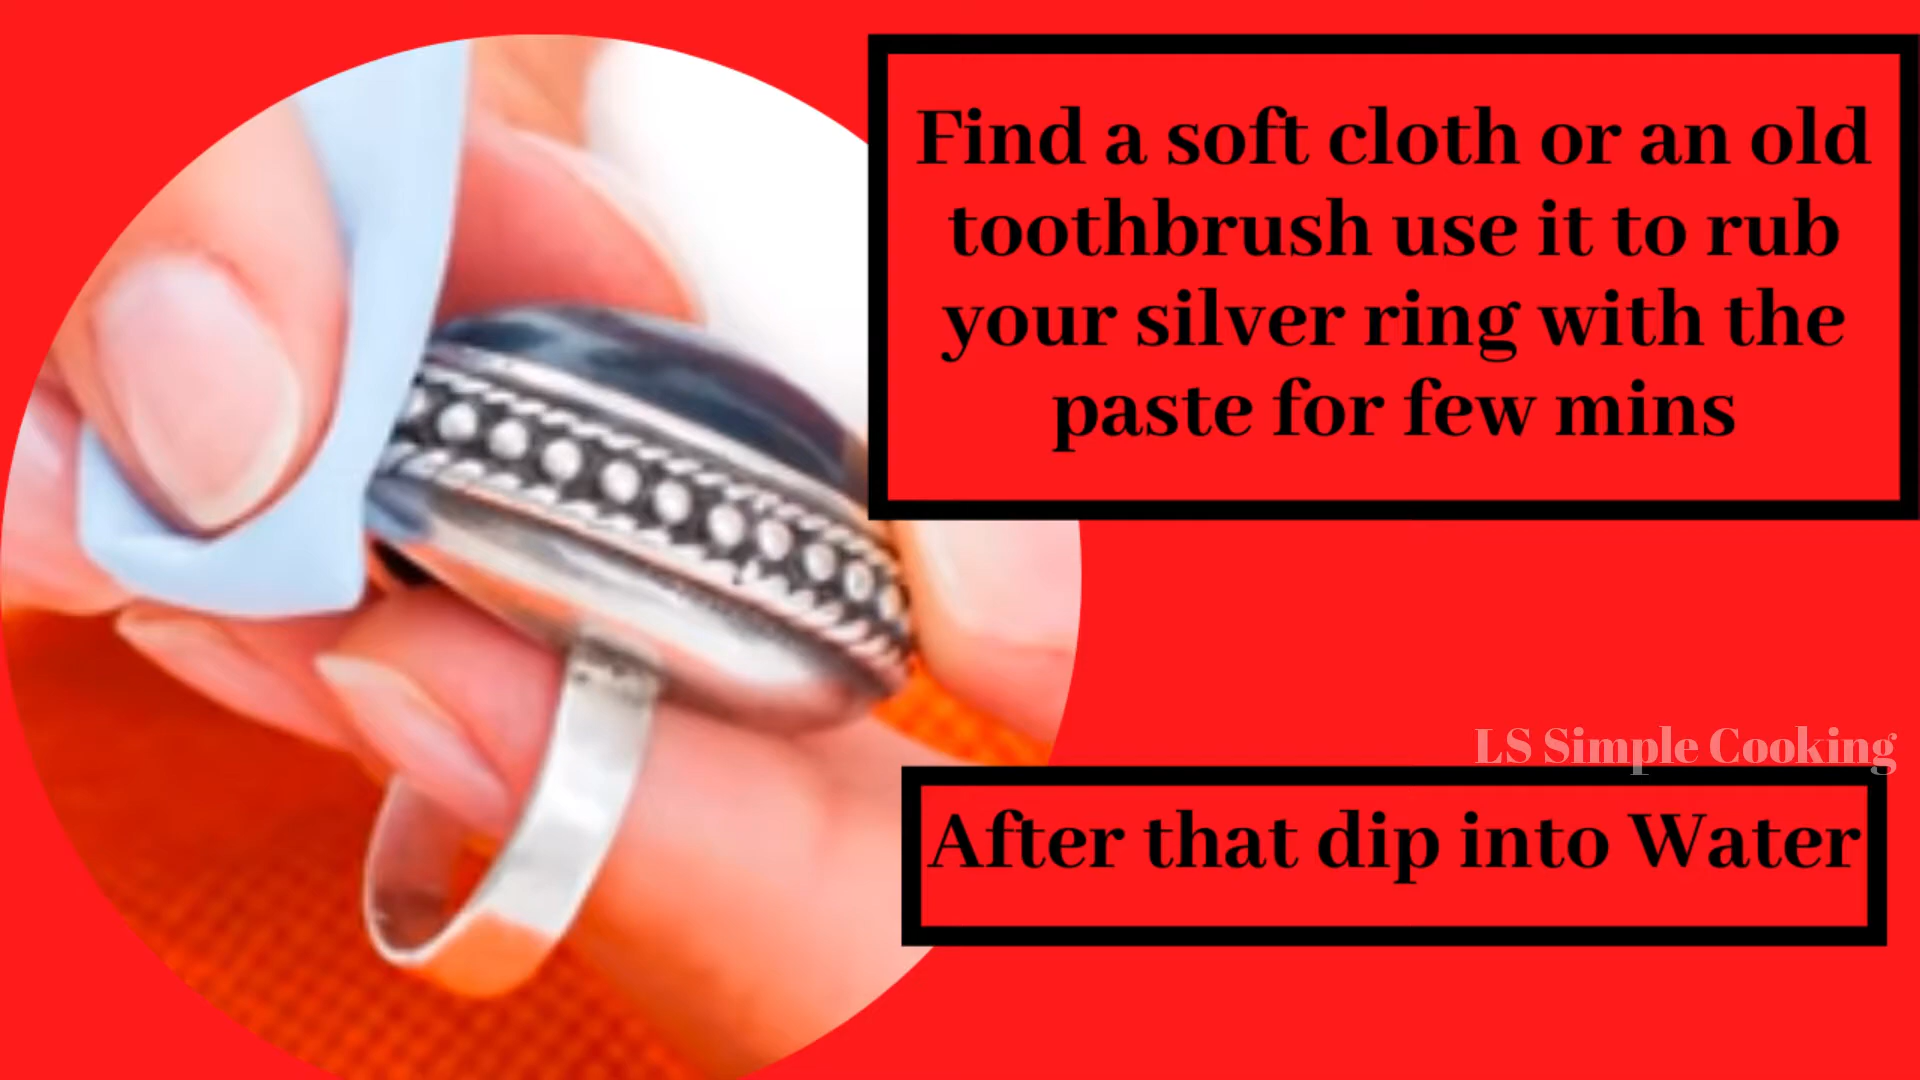 Find a soft cloth or an old
toothbrush use it to rub
your silver ring with the
paste for few mins
LS Simple Cooking
After that dip into Water